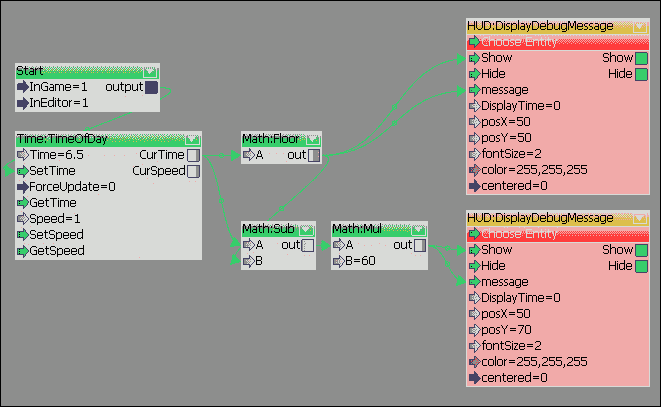 Start
InGame=1 output
InEditor=1
Time:TimeOfDay
Time=6.5 CurTime
SetTime CurSpeed
ForceUpdate=0
GetTime
Speed=1
SetSpeed
GetSpeed
Math:Floor
A out
Math:Sub
A out
B
Math:Mul
A out
B=60
HUD:DisplayDebugMessage
Choose Entity
Show Show
Hide Hide
message
DisplayTime=0
posX=50
posY=50
fontSize=2
color=255,255,255
centered=0
HUD:DisplayDebugMessage
Choose Entity
Show Show
Hide Hide
message
DisplayTime=0
posX=50
posY=70
fontSize=2
color=255,255,255
centered=0